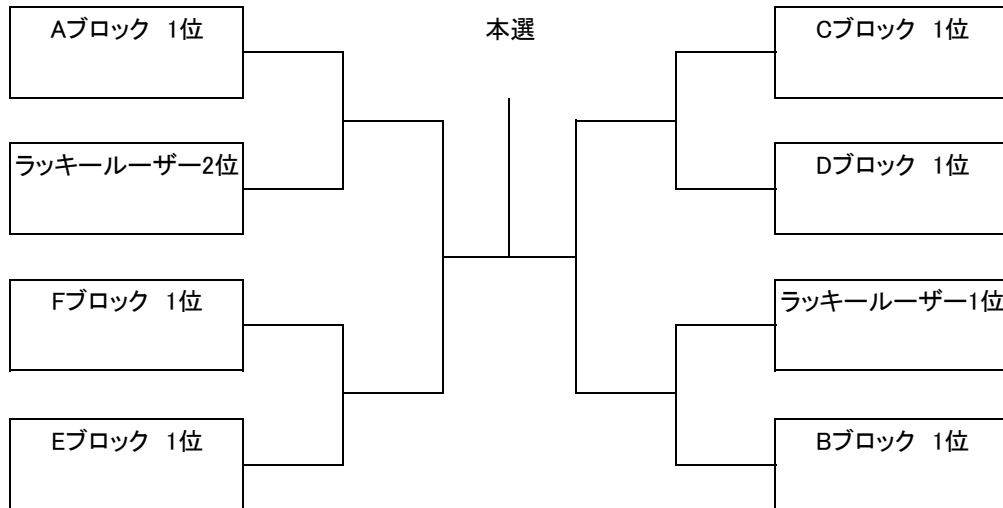 本選
Aブロック　1位
ラッキールーザー2位
Fブロック　1位
Eブロック　1位
Cブロック　1位
Dブロック　1位
ラッキールーザー1位
Bブロック　1位